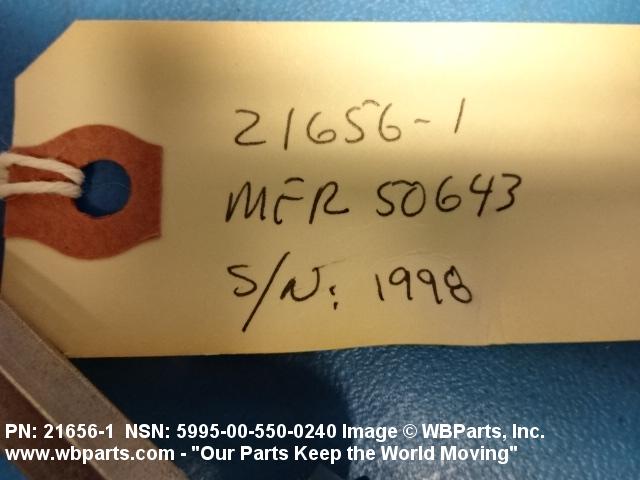 21656-1
MFR 50643
S/N: 1998
PN: 21656-1 NSN: 5995-00-550-0240 Image © WBParts, Inc.
www.wbparts.com - "Our Parts Keep the World Moving"